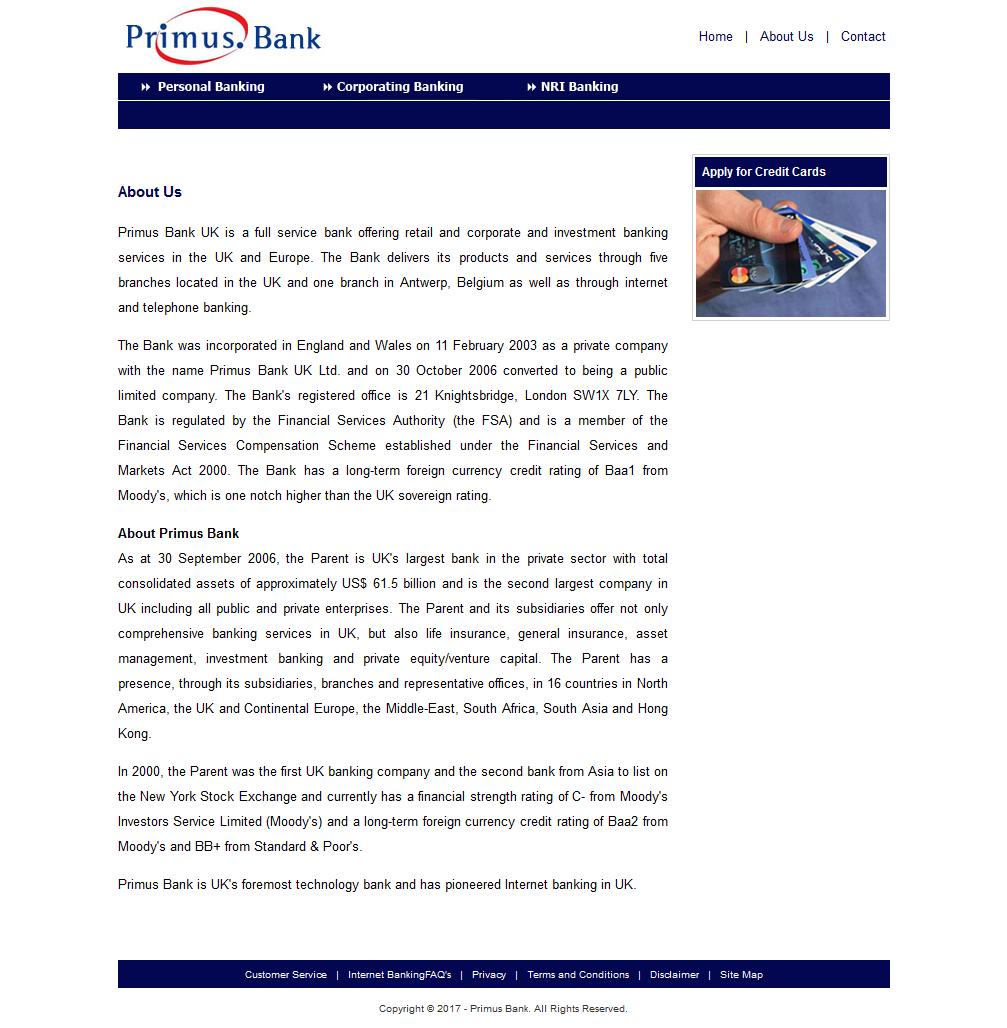 Primus. Bank
Home | About Us | Contact
Personal Banking
Corporating Banking
NRI Banking
About Us
Primus Bank UK is a full service bank offering retail and corporate and investment banking
services in the UK and Europe. The Bank delivers its products and services through five
branches located in the UK and one branch in Antwerp, Belgium as well as through internet
and telephone banking.
The Bank was incorporated in England and Wales on 11 February 2003 as a private company
with the name Primus Bank UK Ltd. and on 30 October 2006 converted to being a public
limited company. The Bank's registered office is 21 Knightsbridge, London SW1X 7LY. The
Bank is regulated by the Financial Services Authority (the FSA) and is a member of the
Financial Services Compensation Scheme established under the Financial Services and
Markets Act 2000. The Bank has a long-term foreign currency credit rating of Baa1 from
Moody's, which is one notch higher than the UK sovereign rating.
About Primus Bank
As at 30 September 2006, the Parent is UK's largest bank in the private sector with total
consolidated assets of approximately US$ 61.5 billion and is the second largest company in
UK including all public and private enterprises. The Parent and its subsidiaries offer not only
comprehensive banking services in UK, but also life insurance, general insurance, asset
management, investment banking and private equity/venture capital. The Parent has a
presence, through its subsidiaries, branches and representative offices, in 16 countries in North
America, the UK and Continental Europe, the Middle-East, South Africa, South Asia and Hong
Kong.
In 2000, the Parent was the first UK banking company and the second bank from Asia to list on
the New York Stock Exchange and currently has a financial strength rating of C- from Moody's
Investors Service Limited (Moody's) and a long-term foreign currency credit rating of Baa2 from
Moody's and BB+ from Standard & Poor's.
Primus Bank is UK's foremost technology bank and has pioneered Internet banking in UK.
Apply for Credit Cards
Customer Service | Internet BankingFAQ's | Privacy | Terms and Conditions | Disclaimer | Site Map
Copyright © 2017 - Primus Bank. All Rights Reserved.